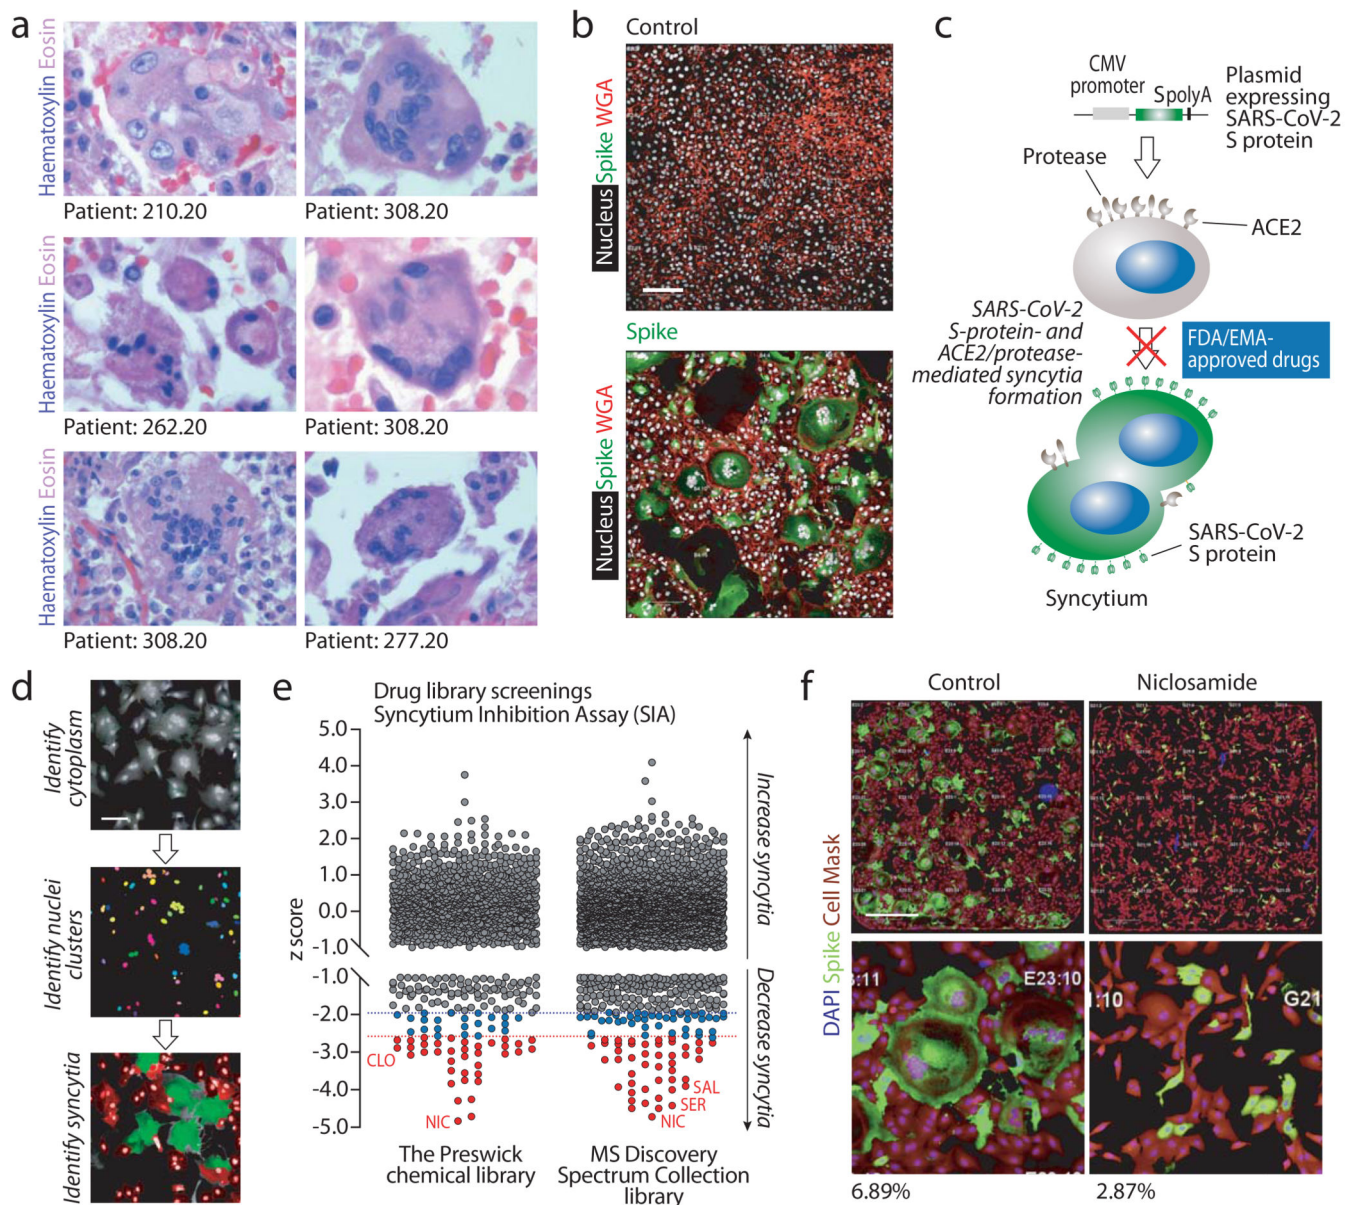 a
Haematoxylin Eosin
Patient: 210.20
Patient: 308.20
Haematoxylin Eosin
Patient: 262.20
Patient: 308.20
Haematoxylin Eosin
Patient: 308.20
Patient: 277.20
b
Control
Nucleus Spike WGA
Spike
Nucleus Spike WGA
c
CMV
promoter
S polyA
Plasmid
expressing
SARS-CoV-2
S protein
Protease
ACE2
SARS-CoV-2
S-protein- and
ACE2/protease-
mediated syncytia
formation
FDA/EMA-
approved drugs
SARS-CoV-2
S protein
Syncytium
d
Identify
cytoplasm
Identify nuclei
clusters
Identify syncytia
e
Drug library screenings
Syncytium Inhibition Assay (SIA)
z score
5.0
4.0
3.0
2.0
1.0
0.0
-1.0
-1.0
-2.0
-3.0
-4.0
-5.0
CLO
NIC
SAL
SER
NIC
Increase syncytia
Decrease syncytia
The Preswick
chemical library
MS Discovery
Spectrum Collection
library
f
Control
Niclosamide
DAPI Spike Cell Mask
3:11
E23:10
1:10
G21
6.89%
2.87%